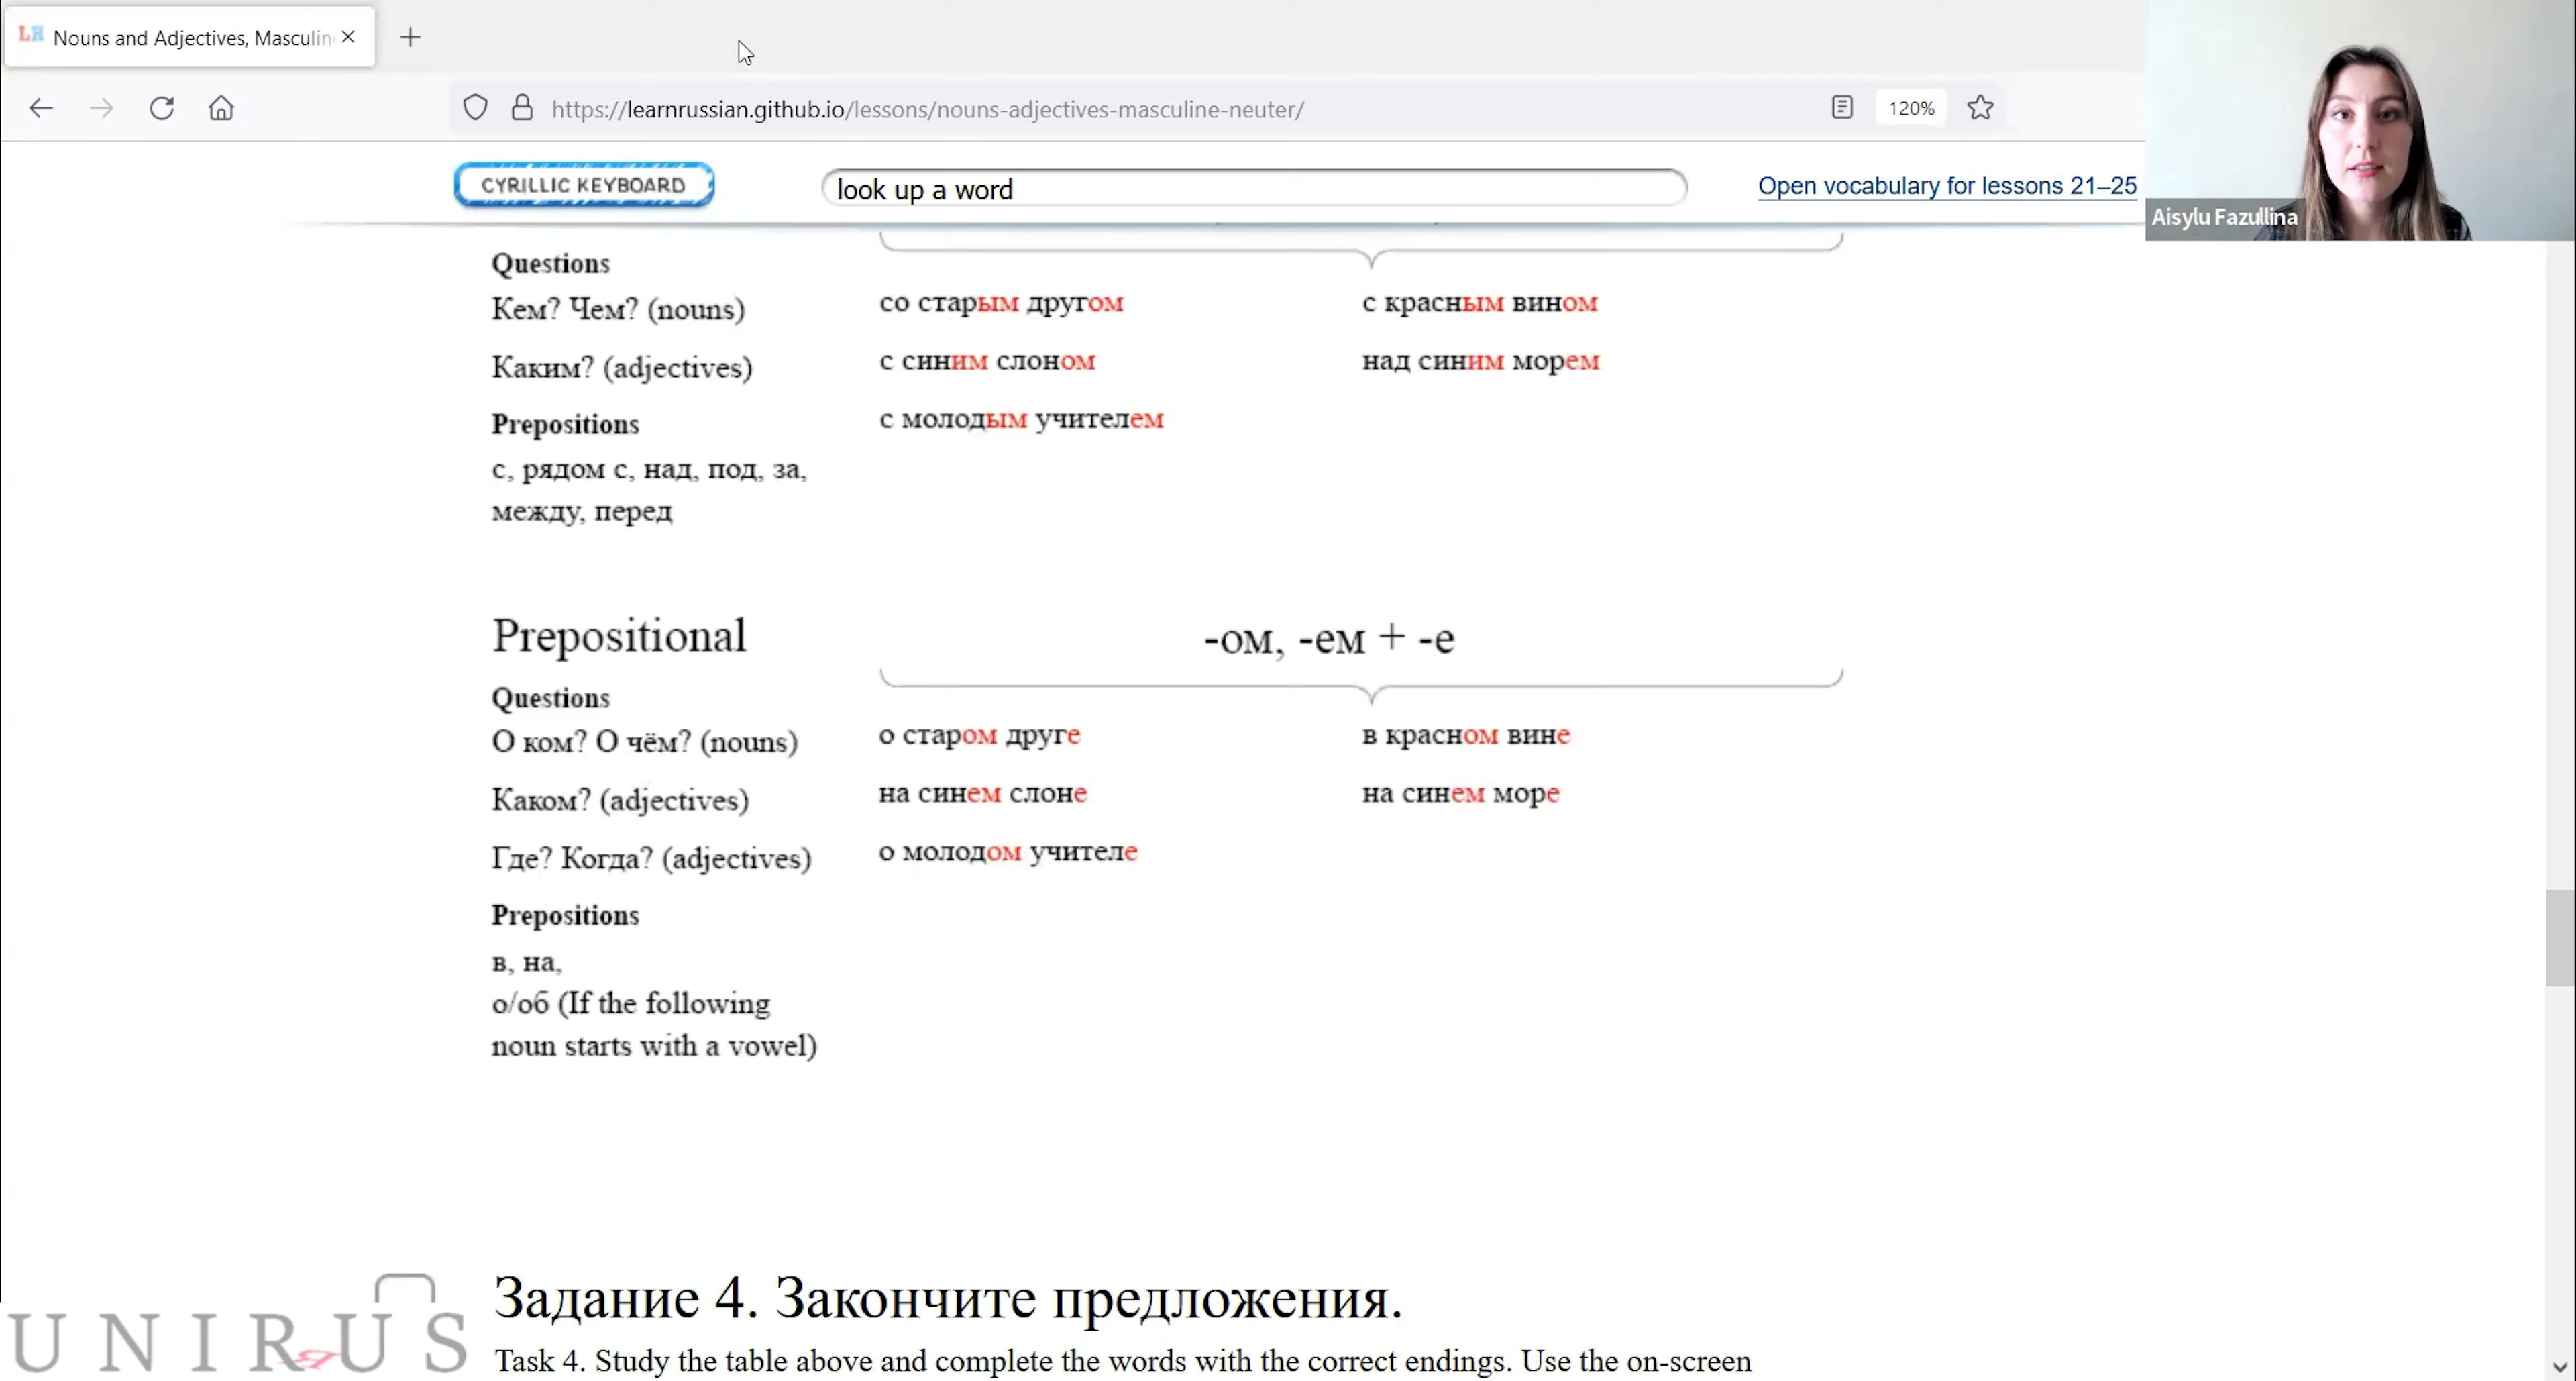 Nouns and Adjectives, Masculin
https://learnrussian.github.io/lessons/nouns-adjectives-masculine-neuter/
120%
CYRILLIC KEYBOARD
look up a word
Open vocabulary for lessons 21–25
Aisylu Fazullina
Questions
Кем? Чем? (nouns) со старым другом с красным вином
Каким? (adjectives) с синим слоном над синим морем
Prepositions с молодым учителем
с, рядом с, над, под, за,
между, перед
Prepositional -ом, -ем + -е
Questions
О ком? О чём? (nouns) о старом друге в красном вине
Каком? (adjectives) на синем слоне на синем море
Где? Когда? (adjectives) о молодом учителе
Prepositions
в, на,
о/об (If the following
noun starts with a vowel)
Задание 4. Закончите предложения.
UNIRUS
Task 4. Study the table above and complete the words with the correct endings. Use the on-screen